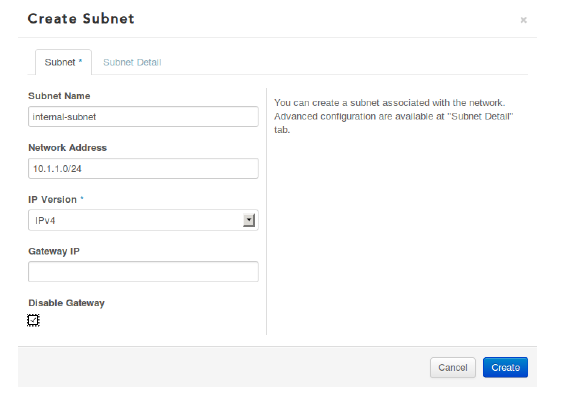 Create Subnet
×
Subnet *
Subnet Detail
Subnet Name
internal-subnet
You can create a subnet associated with the network.
Advanced configuration are available at "Subnet Detail"
tab.
Network Address
10.1.1.0/24
IP Version *
IPv4
Gateway IP
Disable Gateway
Cancel
Create